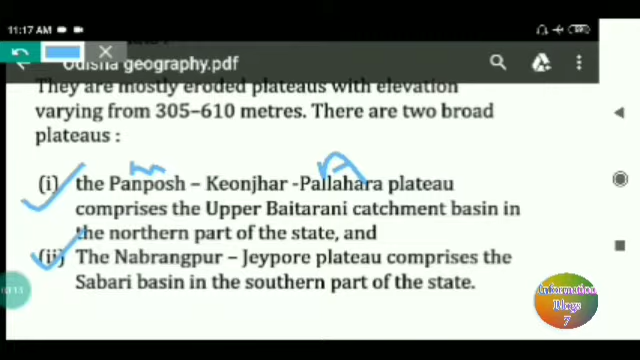 11:17 AM
Odisha geography.pdf
They are mostly eroded plateaus with elevation
varying from 305–610 metres. There are two broad
plateaus :
(i) the Panposh – Keonjhar -Pallahara plateau
comprises the Upper Baitarani catchment basin in
the northern part of the state, and
(ii) The Nabrangpur – Jeypore plateau comprises the
Sabari basin in the southern part of the state.
Information
Blogs
7